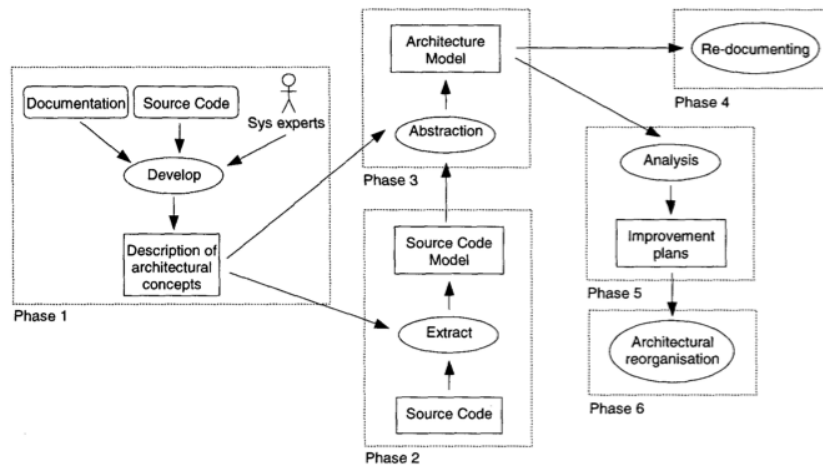 Documentation
Source Code
Sys experts
Develop
Description of
architectural
concepts
Phase 1
Architecture
Model
Abstraction
Phase 3
Source Code
Model
Extract
Source Code
Phase 2
Re-documenting
Phase 4
Analysis
Improvement
plans
Phase 5
Architectural
reorganisation
Phase 6